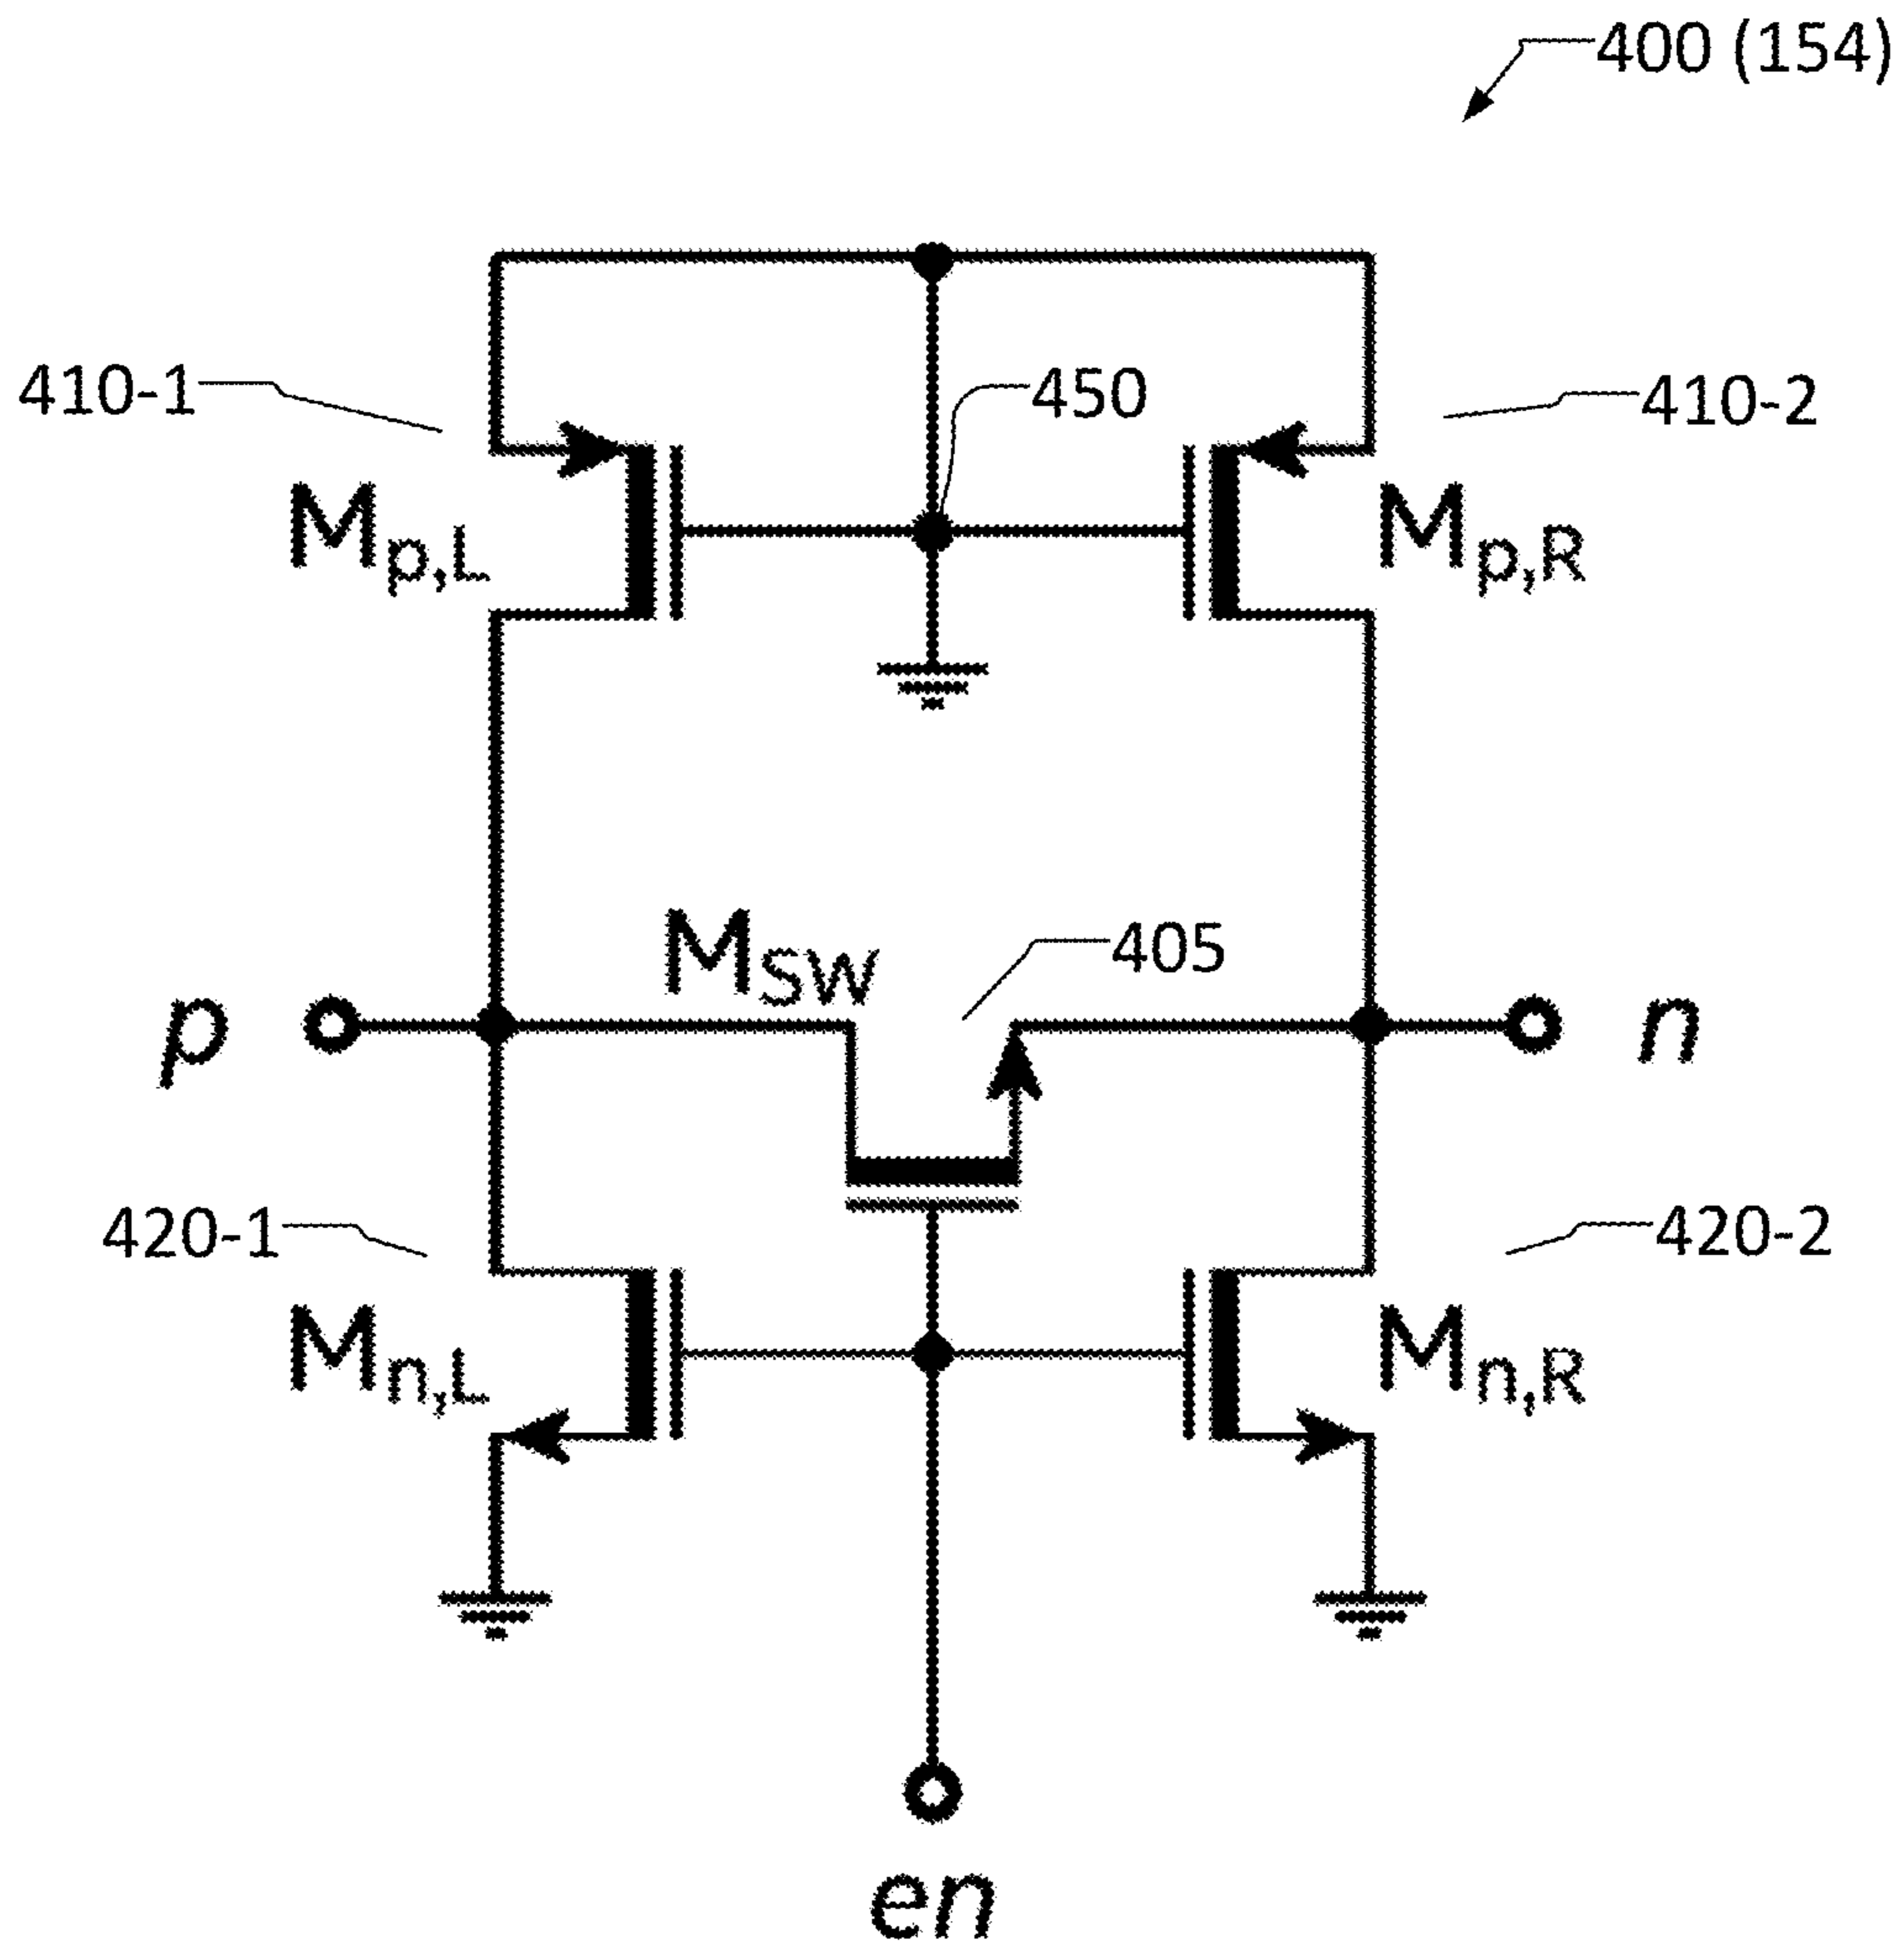 400 (154)
410-1
450
410-2
Mp,L
Mp,R
MSW
405
p
n
420-1
420-2
Mn,L
Mn,R
en